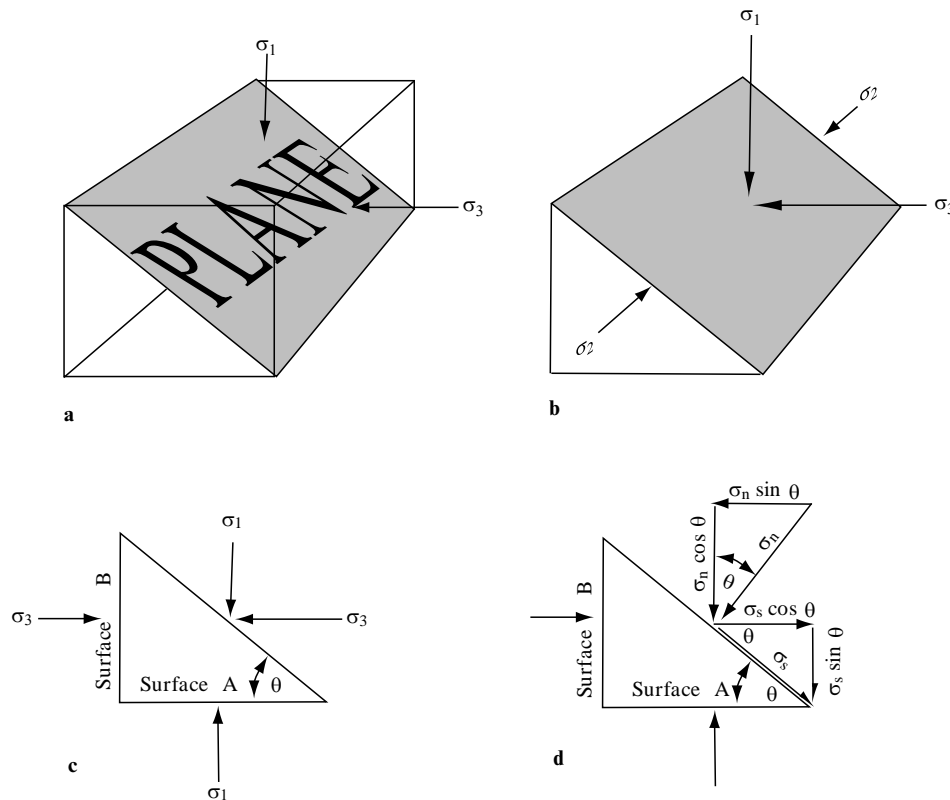 σ1
PLANE
σ3
a
σ1
σ2
σ3
σ2
b
σ1
σ3
σ3
Surface B
Surface A
θ
σ1
c
σn sin θ
σn cos θ
σn
θ
σs cos θ
θ
σs
σs sin θ
Surface B
Surface A
θ
d